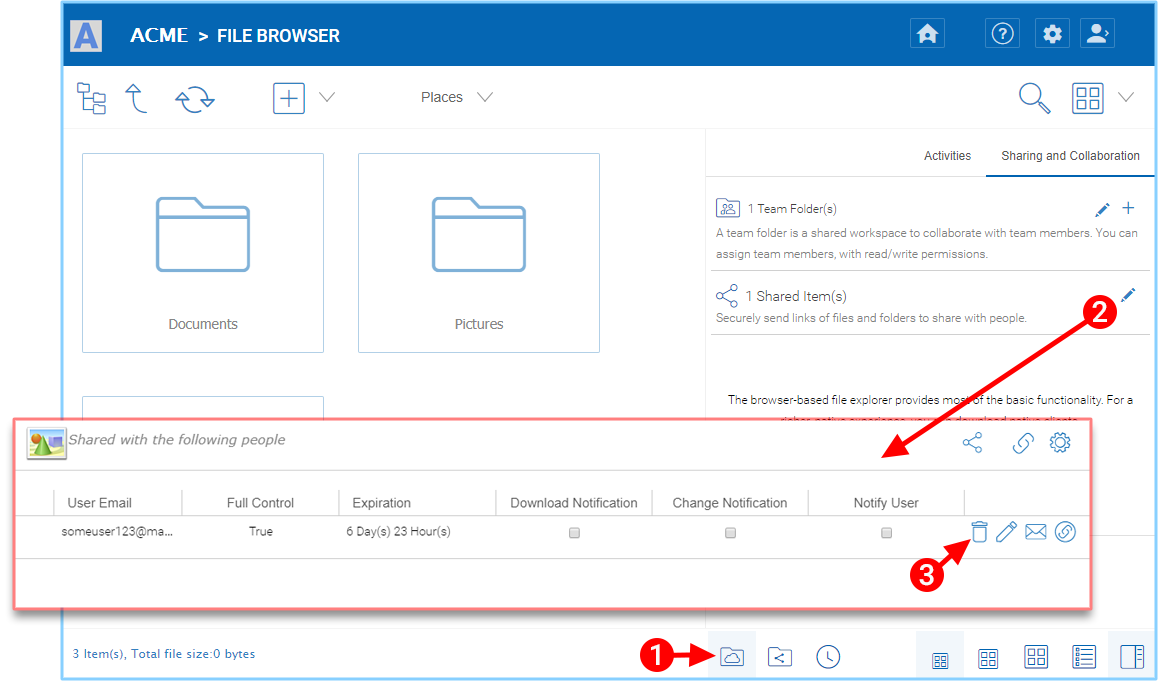 A ACME > FILE BROWSER
Places
Activities Sharing and Collaboration
1 Team Folder(s)
A team folder is a shared workspace to collaborate with team members. You can
assign team members, with read/write permissions.
1 Shared Item(s)
Securely send links of files and folders to share with people.
2
Documents
Pictures
The browser-based file explorer provides most of the basic functionality. For a
Shared with the following people
User Email Full Control Expiration Download Notification Change Notification Notify User
someuser123@ma... True 6 Day(s) 23 Hour(s)
3
3 Item(s), Total file size:0 bytes
1